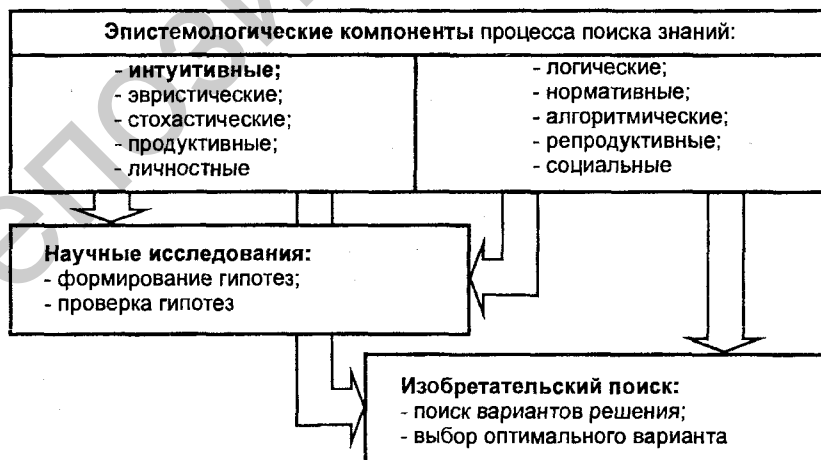 Эпистемологические компоненты процесса поиска знаний:
- интуитивные;
- эвристические;
- стохастические;
- продуктивные;
- личностные
- логические;
- нормативные;
- алгоритмические;
- репродуктивные;
- социальные
Научные исследования:
- формирование гипотез;
- проверка гипотез
Изобретательский поиск:
- поиск вариантов решения;
- выбор оптимального варианта